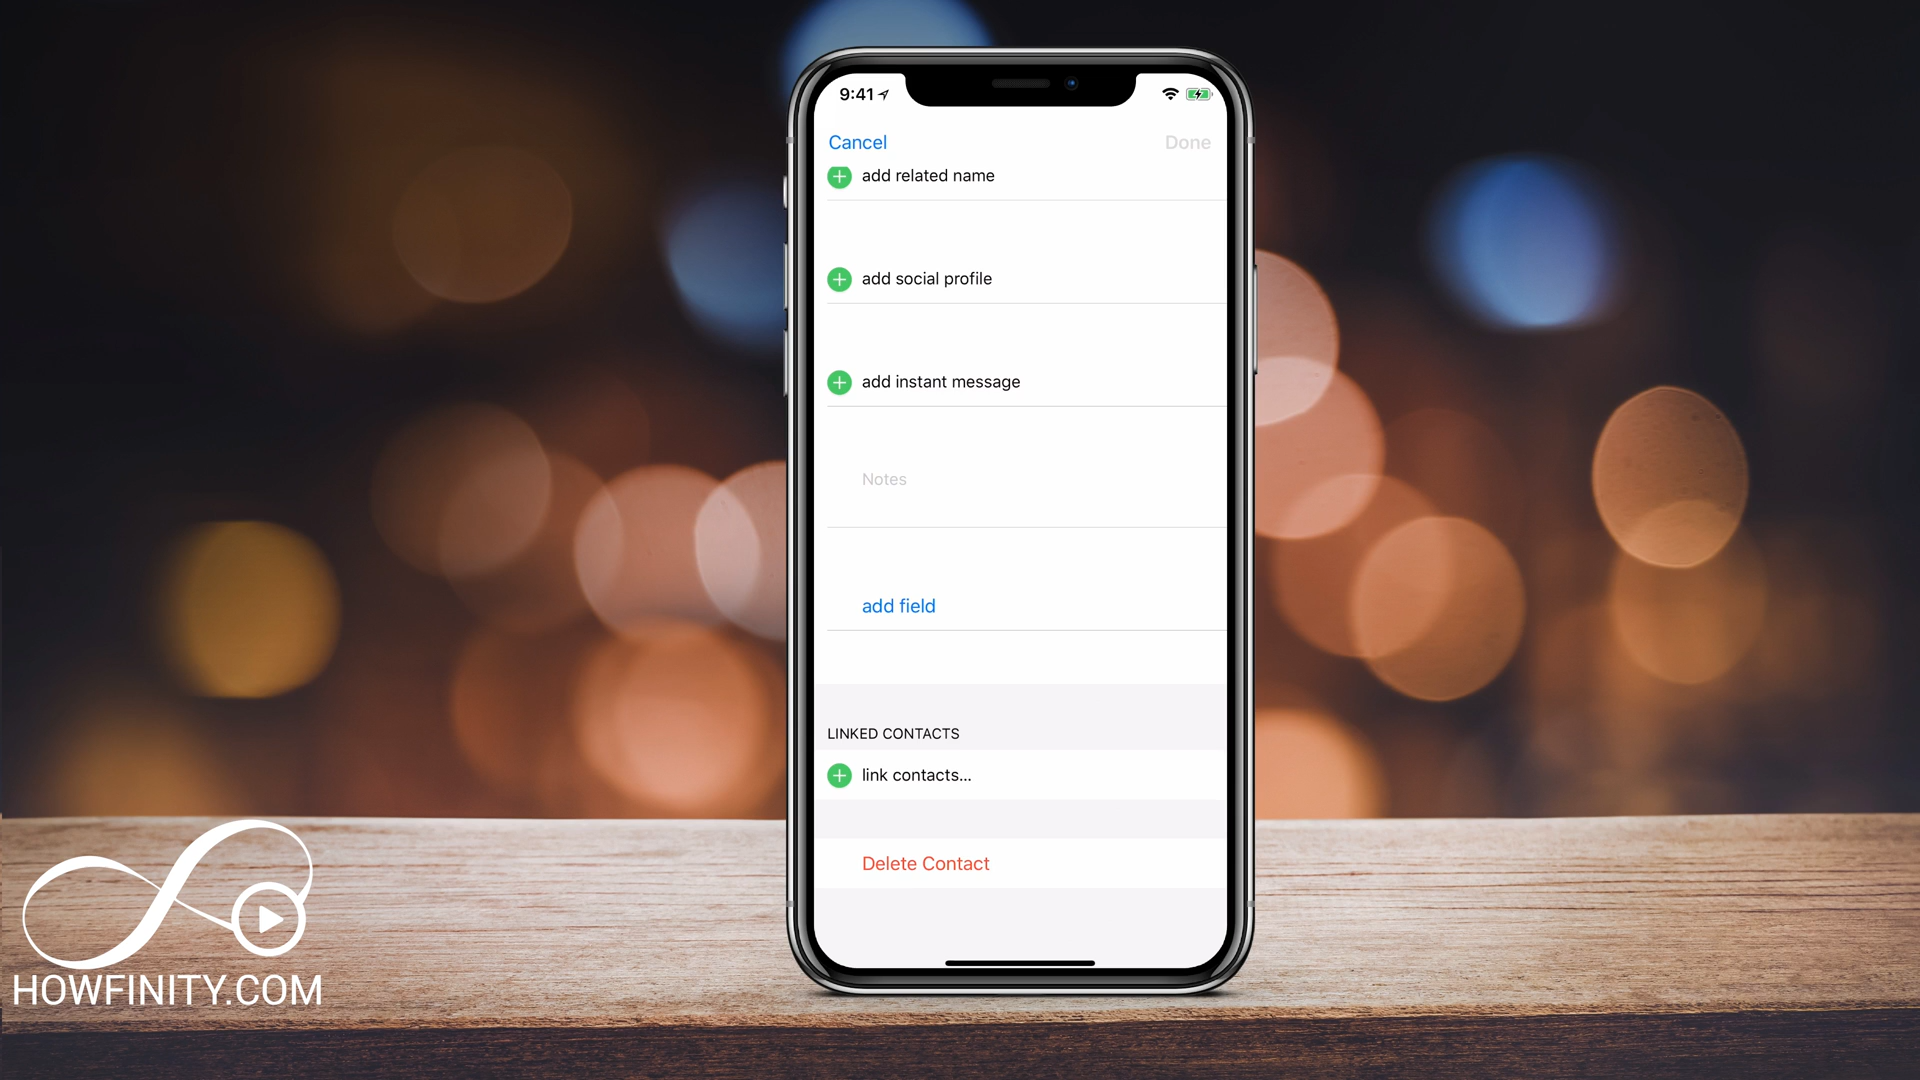 9:41
Cancel
Done
add related name
add social profile
add instant message
Notes
add field
LINKED CONTACTS
link contacts...
Delete Contact
HOWFINITY.COM